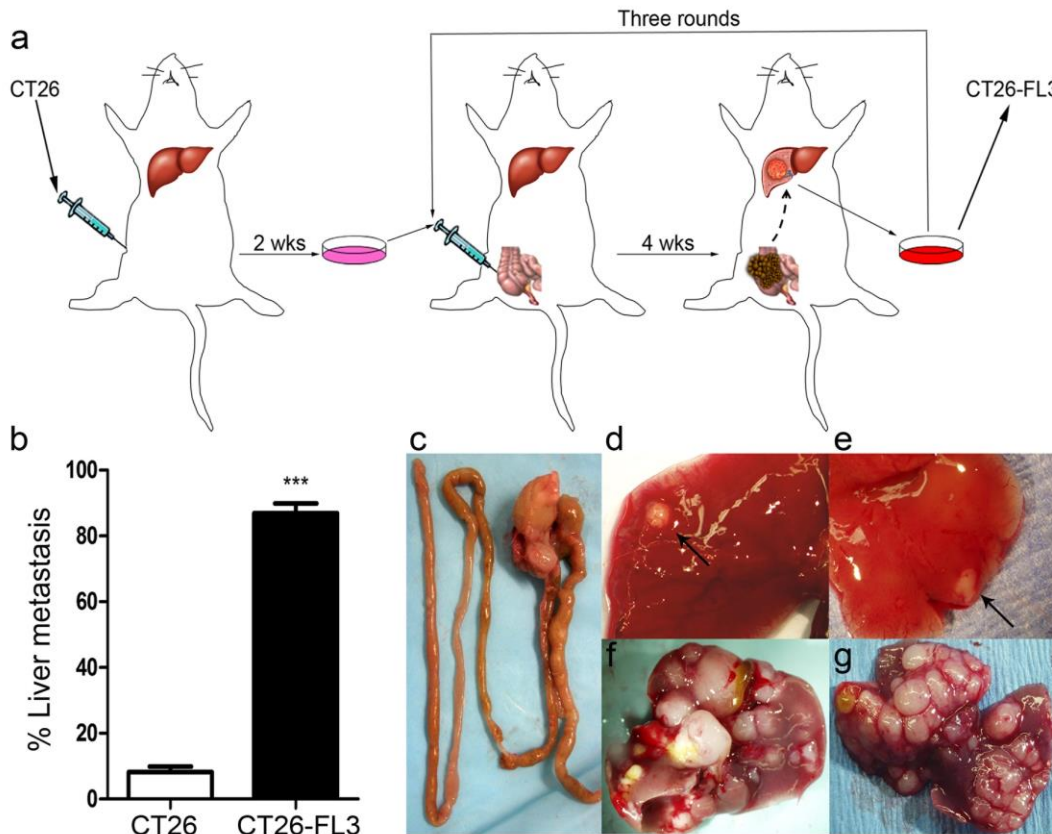 Three rounds
a
CT26
CT26-FL3
2 wks
4 wks
b
% Liver metastasis
100
80
60
40
20
0
***
CT26
CT26-FL3
c
d
e
f
g